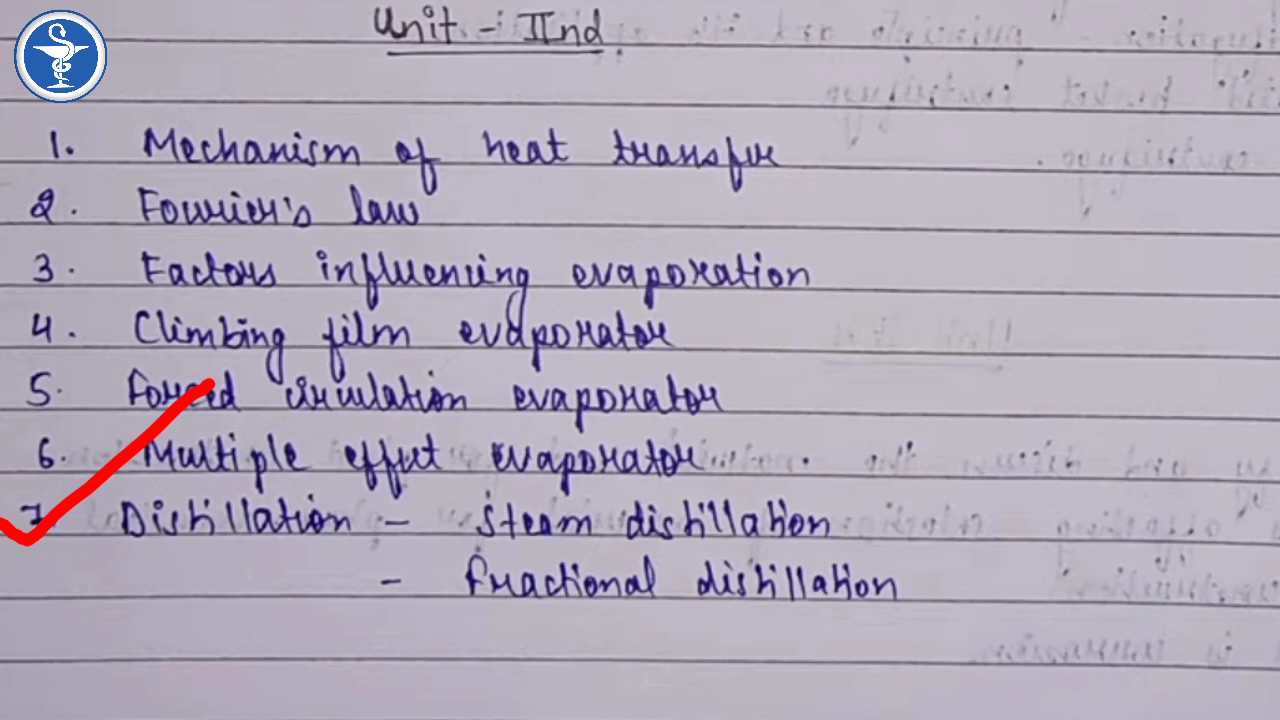 Unit - IInd
1. Mechanism of heat transfer
2. Fourier's law
3. Factors influencing evaporation
4. Climbing film evaporator
5. Forced circulation evaporator
6. Multiple effect evaporator
7. Distillation - Steam distillation
- Fractional distillation